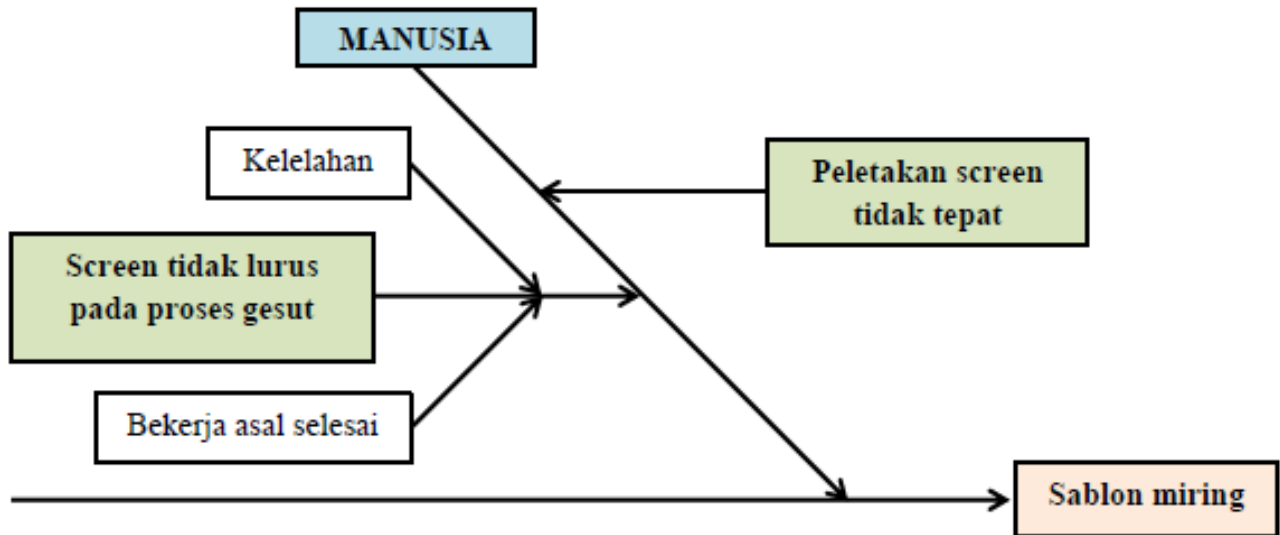 MANUSIA
Kelelahan
Peletakan screen
tidak tepat
Screen tidak lurus
pada proses gesut
Bekerja asal selesai
Sablon miring